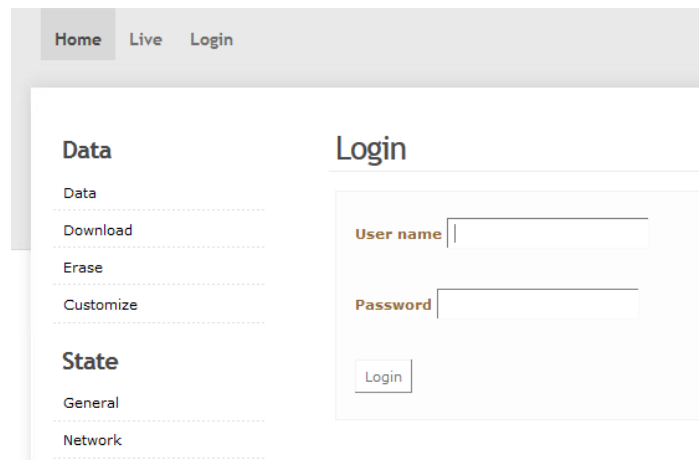 Home Live Login
Data
Data
Download
Erase
Customize
State
General
Network
Login
User name
Password
Login